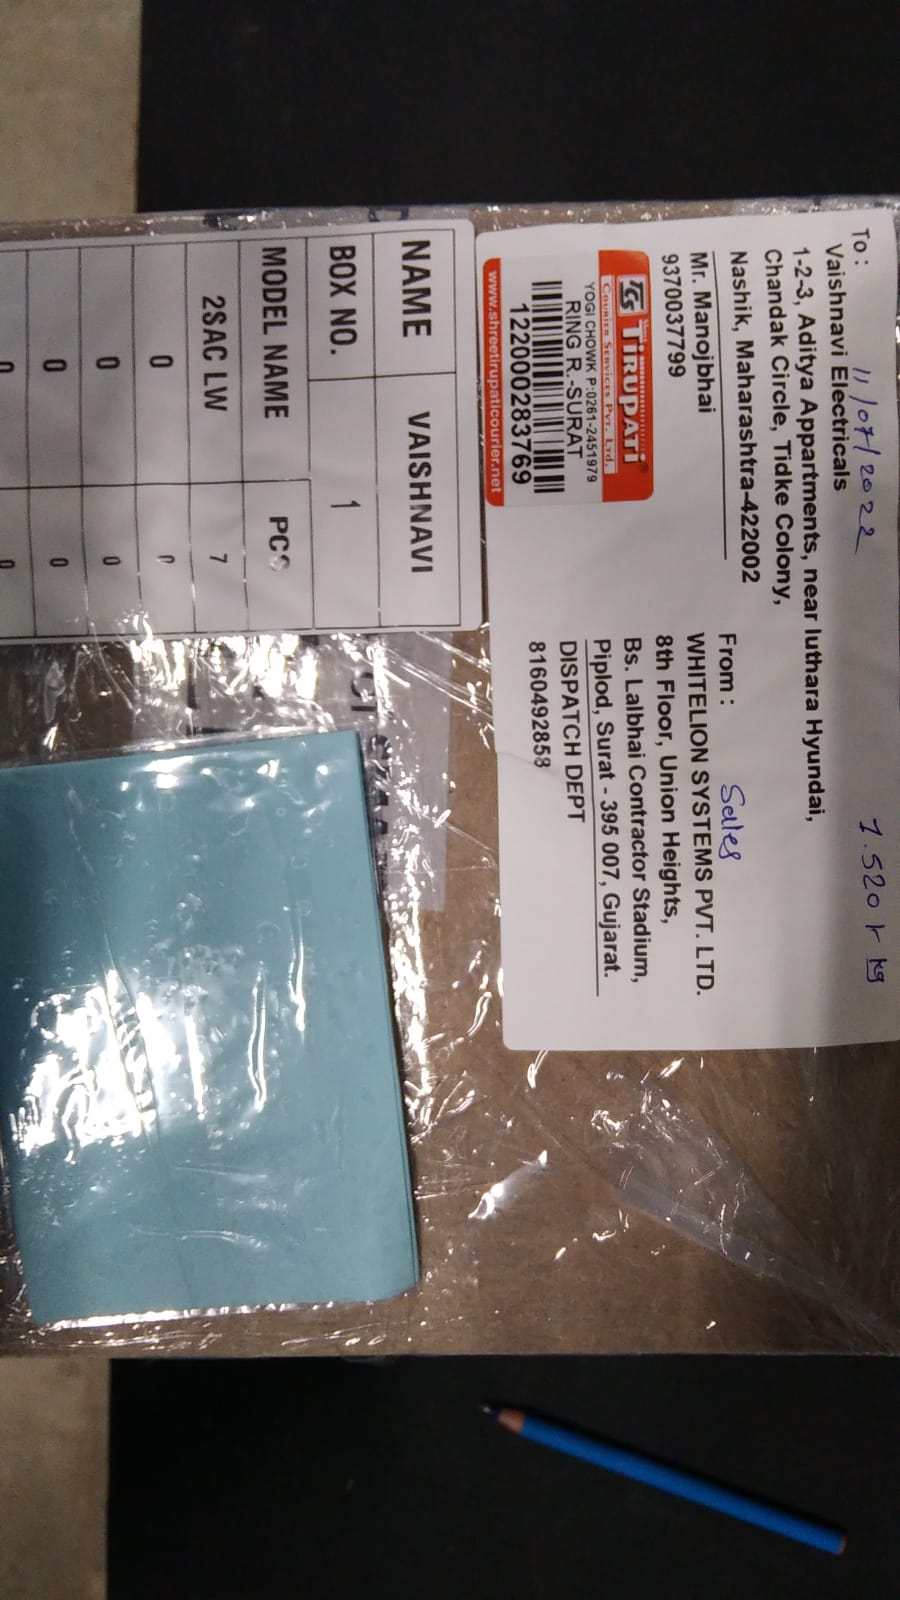 To: 11/07/2022 1.520 kg
Vaishnavi Electricals
1-2-3, Aditya Appartments, near luthara Hyundai,
Chandak Circle, Tidke Colony,
Nashik, Maharashtra-422002
Mr. Manojbhai
9370037799
TIRUPATI
COURIER SERVICES PVT. LTD.
YOGI CHOWK P:0261-2451979
RING R.-SURAT
122000283769
www.shreetirupaticourier.net
From : Sales
WHITELION SYSTEMS PVT. LTD.
8th Floor, Union Heights,
Bs. Lalbhai Contractor Stadium,
Piplod, Surat - 395 007, Gujarat.
DISPATCH DEPT
8160492858
NAME VAISHNAVI
BOX NO. 1
MODEL NAME PCS
2SAC LW 7
0 0
0 0
0 0
0 0